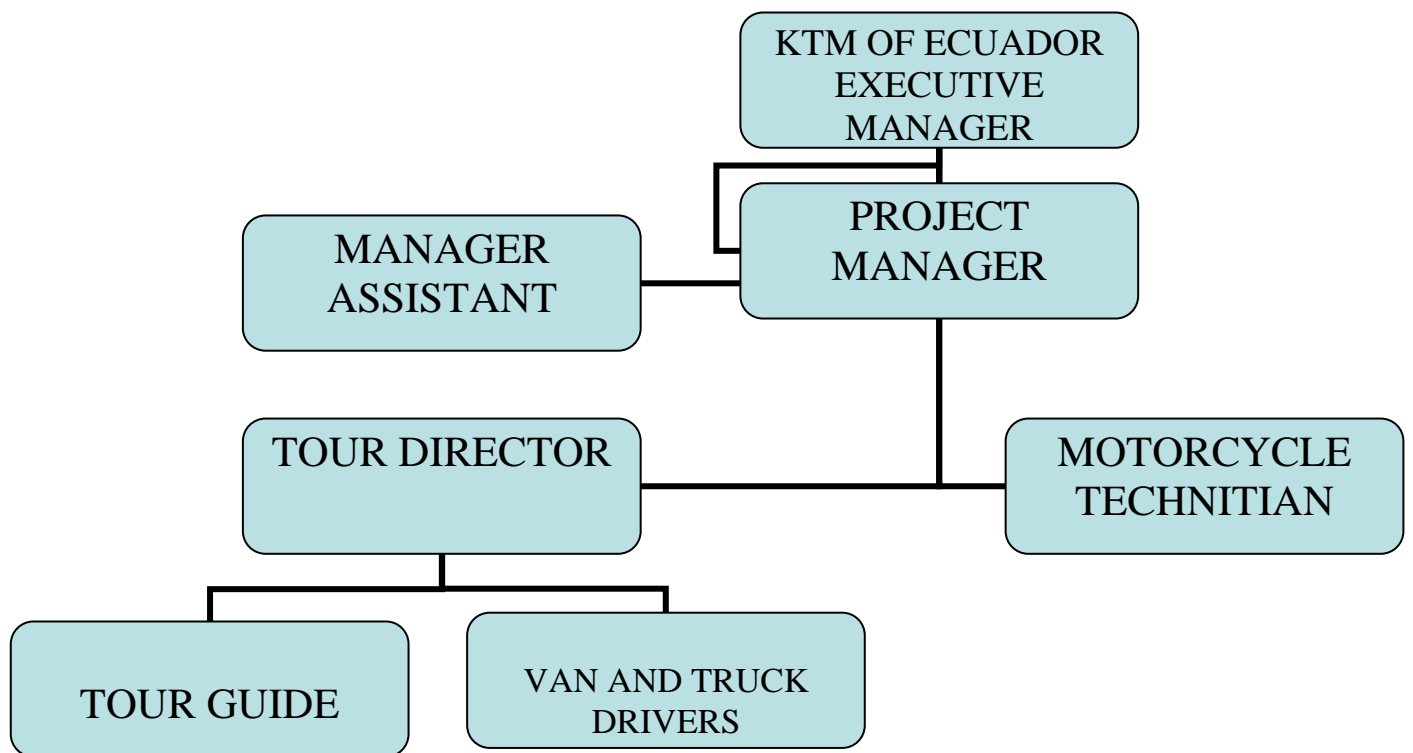 KTM OF ECUADOR
EXECUTIVE
MANAGER
PROJECT
MANAGER
MANAGER
ASSISTANT
TOUR DIRECTOR
MOTORCYCLE
TECHNITIAN
TOUR GUIDE
VAN AND TRUCK
DRIVERS